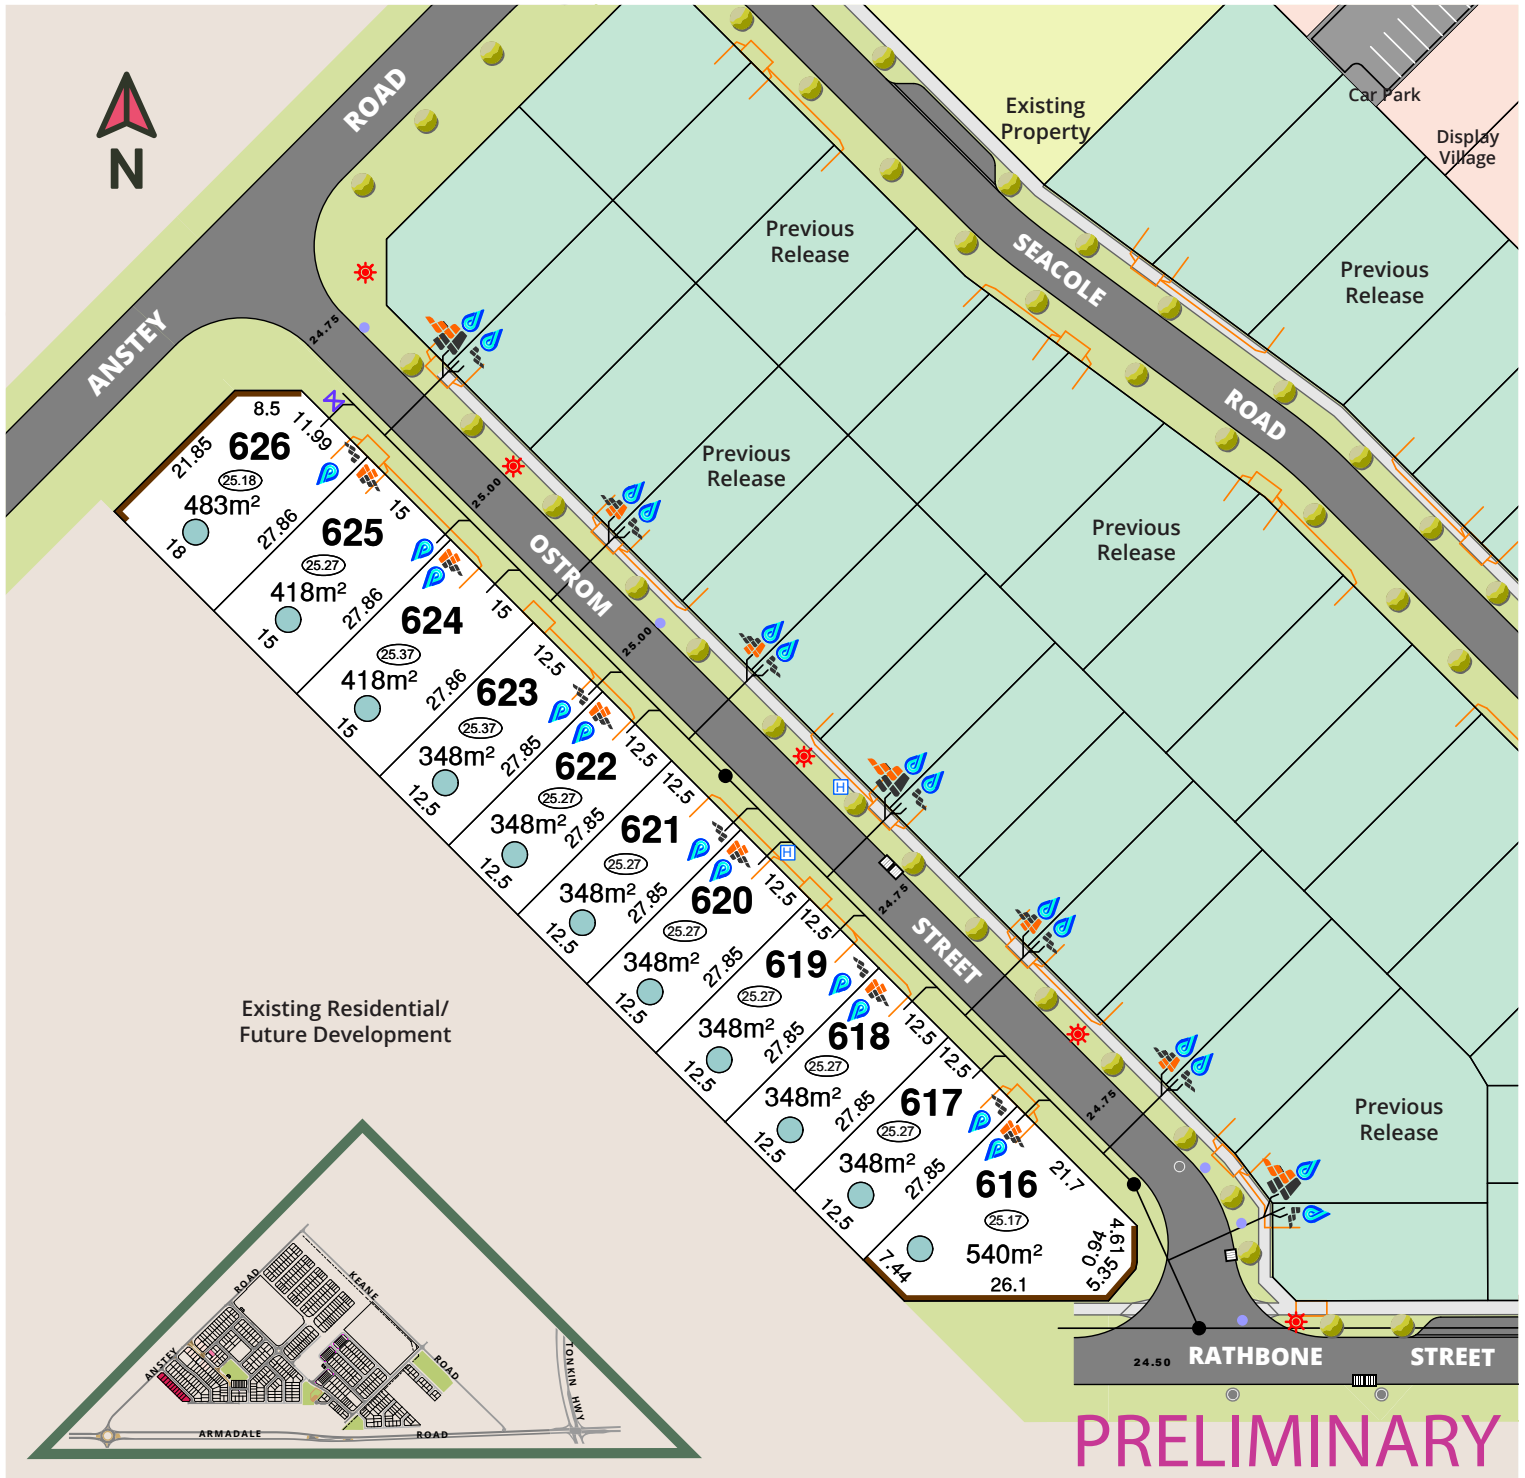 ROAD
ANSTEY
N
Existing
Property
Car Park
Display
Village
Previous
Release
SEACOLE
ROAD
Previous
Release
Previous
Release
Previous
Release
24.75
25.00
OSTROM
25.00
24.75
STREET
24.75
H
H
8.5
11.99
21.85
626
25.18
483m²
18
27.86
15
625
25.27
418m²
15
27.86
15
624
25.37
418m²
15
27.86
12.5
623
25.37
348m²
12.5
27.85
12.5
622
25.27
348m²
12.5
27.85
12.5
621
25.27
348m²
12.5
27.85
12.5
620
25.27
348m²
12.5
27.85
12.5
619
25.27
348m²
12.5
27.85
12.5
618
25.27
348m²
12.5
27.85
12.5
617
25.27
348m²
12.5
27.85
21.7
616
25.17
540m²
26.1
7.44
4.61
0.94
5.35
Existing Residential/
Future Development
Previous
Release
24.50
RATHBONE
STREET
PRELIMINARY
ROAD
KEANE
ANSTEY
ROAD
TONKIN HWY
ARMADALE
ROAD